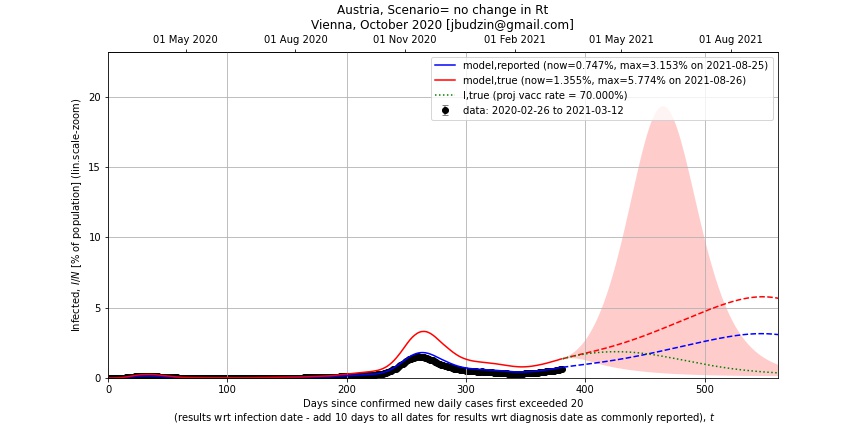 Austria, Scenario= no change in Rt
Vienna, October 2020 [jbudzin@gmail.com]
01 May 2020 01 Aug 2020 01 Nov 2020 01 Feb 2021 01 May 2021 01 Aug 2021
model,reported (now=0.747%, max=3.153% on 2021-08-25)
model,true (now=1.355%, max=5.774% on 2021-08-26)
I,true (proj vacc rate = 70.000%)
data: 2020-02-26 to 2021-03-12
Infected, I/N [% of population] (lin.scale-zoom)
20
15
10
5
0
0 100 200 300 400 500
Days since confirmed new daily cases first exceeded 20
(results wrt infection date - add 10 days to all dates for results wrt diagnosis date as commonly reported), t